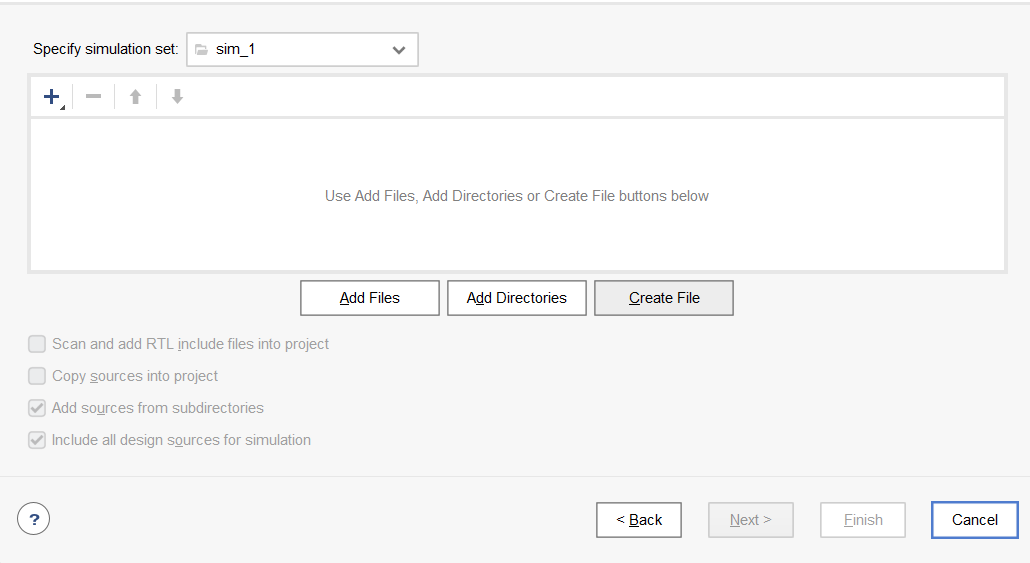 Specify simulation set: sim_1
Use Add Files, Add Directories or Create File buttons below
Add Files Add Directories Create File
Scan and add RTL include files into project
Copy sources into project
Add sources from subdirectories
Include all design sources for simulation
? < Back Next > Finish Cancel